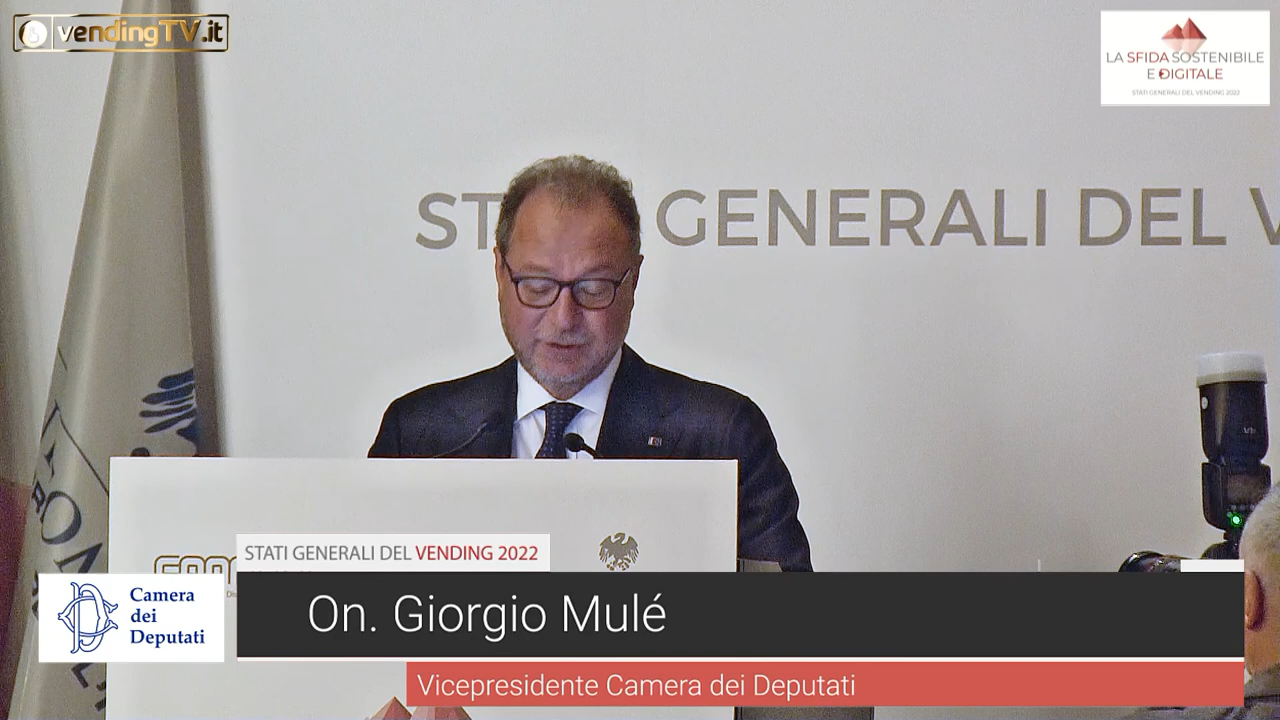 vendingTV.it
LA SFIDA SOSTENIBILE
E DIGITALE
STATI GENERALI DEL VENDING 2022
GENERALI DEL
STATI GENERALI DEL VENDING 2022
Camera
dei
Deputati
On. Giorgio Mulé
Vicepresidente Camera dei Deputati